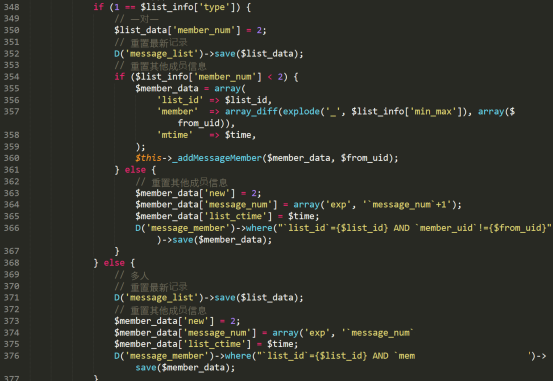 348 if (1 == $list_info['type']) {
349 // 一对一
350 $list_data['member_num'] = 2;
351 // 重置最新记录
352 D('message_list')->save($list_data);
353 // 重置其他成员信息
354 if ($list_info['member_num'] < 2) {
355 $member_data = array(
356 'list_id' => $list_id,
357 'member' => array_diff(explode('_', $list_info['min_max']), array($
from_uid)),
358 'mtime' => $time,
359 );
360 $this->_addMessageMember($member_data, $from_uid);
361 } else {
362 // 重置其他成员信息
363 $member_data['new'] = 2;
364 $member_data['message_num'] = array('exp', '`message_num`+1');
365 $member_data['list_ctime'] = $time;
366 D('message_member')->where("`list_id`={$list_id} AND `member_uid`!={$from_uid}"
)->save($member_data);
367 }
368 } else {
369 // 多人
370 // 重置最新记录
371 D('message_list')->save($list_data);
372 // 重置其他成员信息
373 $member_data['new'] = 2;
374 $member_data['message_num'] = array('exp', '`message_num`
375 $member_data['list_ctime'] = $time;
376 D('message_member')->where("`list_id`={$list_id} AND `mem ')->
save($member_data);
377 }